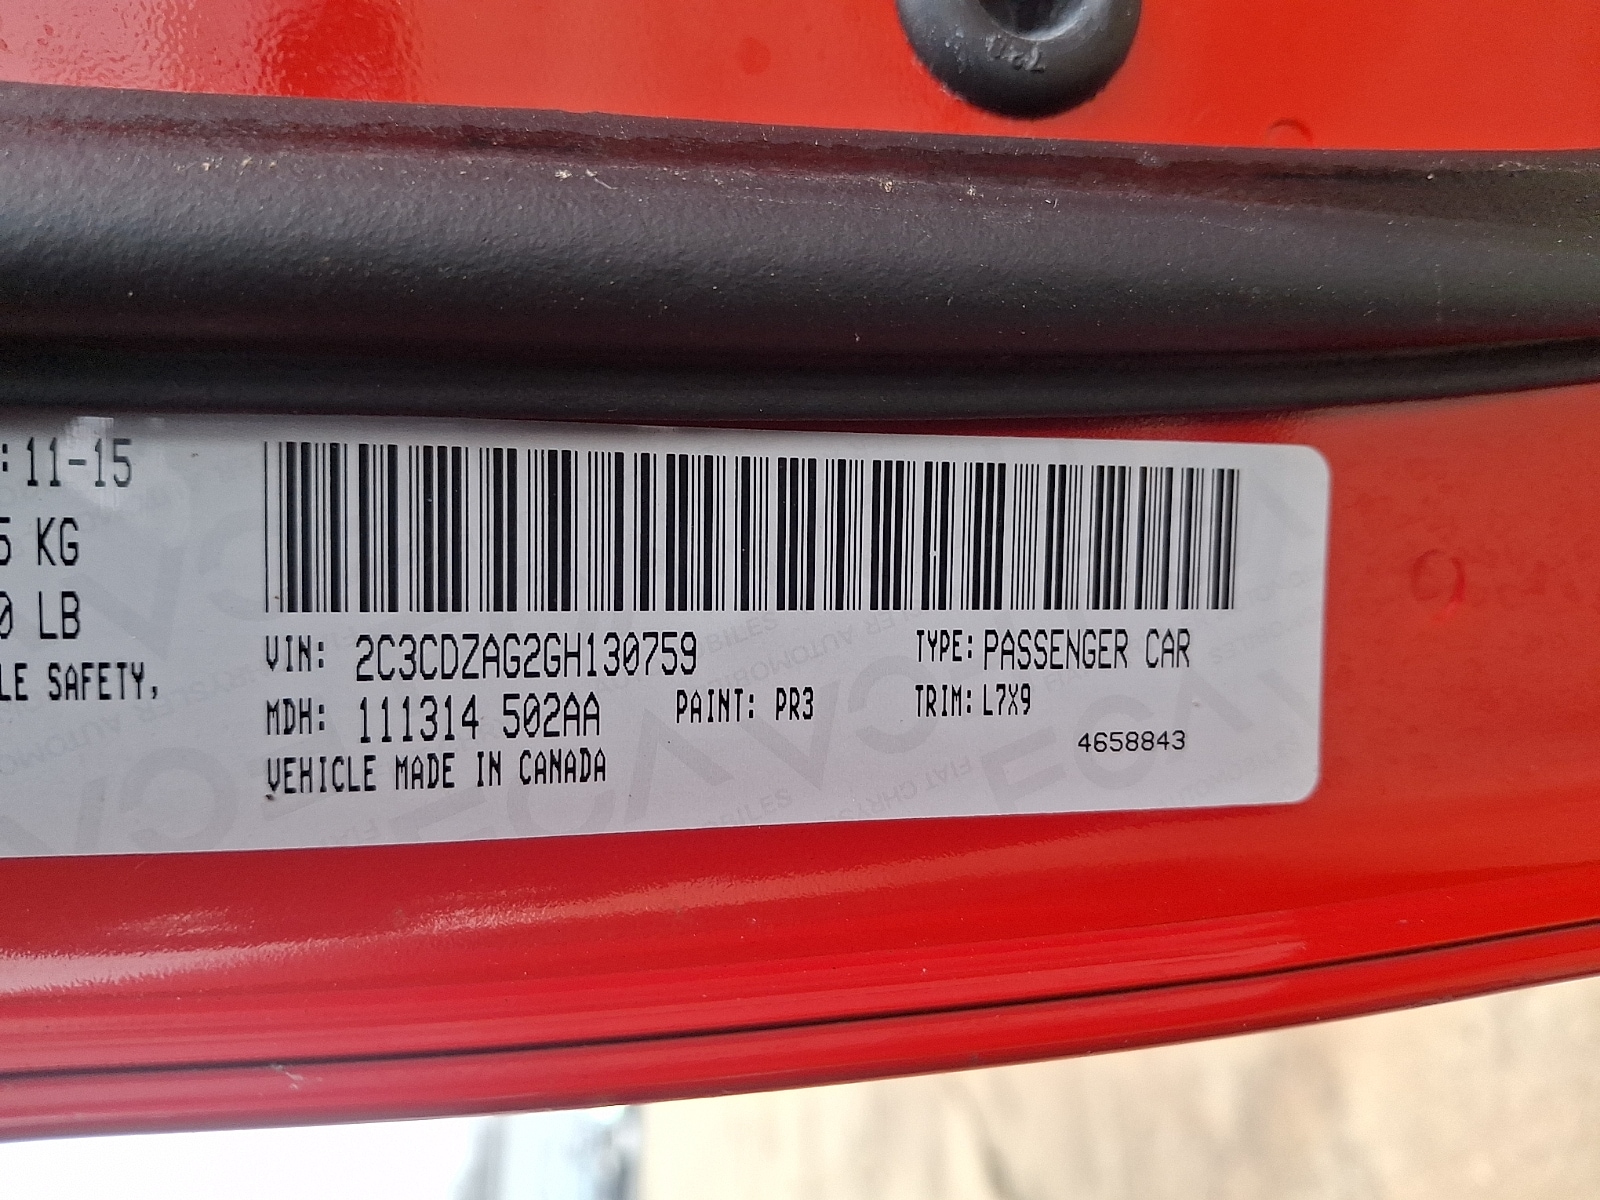 :11-15
5 KG
0 LB
LE SAFETY,
VIN: 2C3CDZAG2GH130759
TYPE: PASSENGER CAR
MDH: 111314 502AA
PAINT: PR3
TRIM: L7X9
VEHICLE MADE IN CANADA
4658843